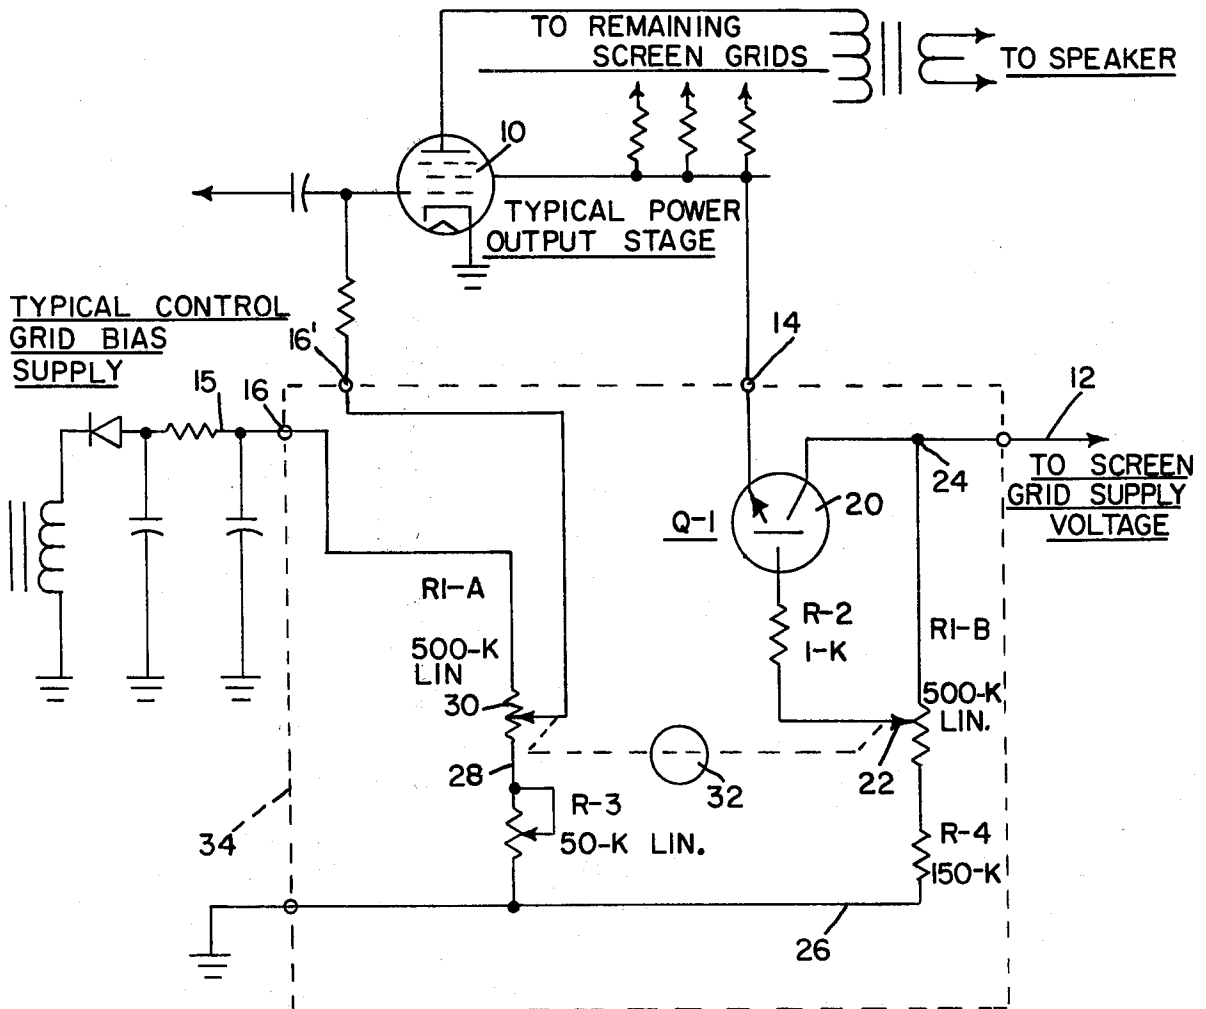 TO REMAINING
SCREEN GRIDS
TO SPEAKER
10
TYPICAL POWER
OUTPUT STAGE
TYPICAL CONTROL
GRID BIAS
SUPPLY
16'
14
15
16
12
TO SCREEN
GRID SUPPLY
VOLTAGE
24
20
Q-1
R1-A
R-2
1-K
R1-B
500-K
LIN
30
500-K
LIN.
28
32
22
R-3
50-K LIN.
34
R-4
150-K
26